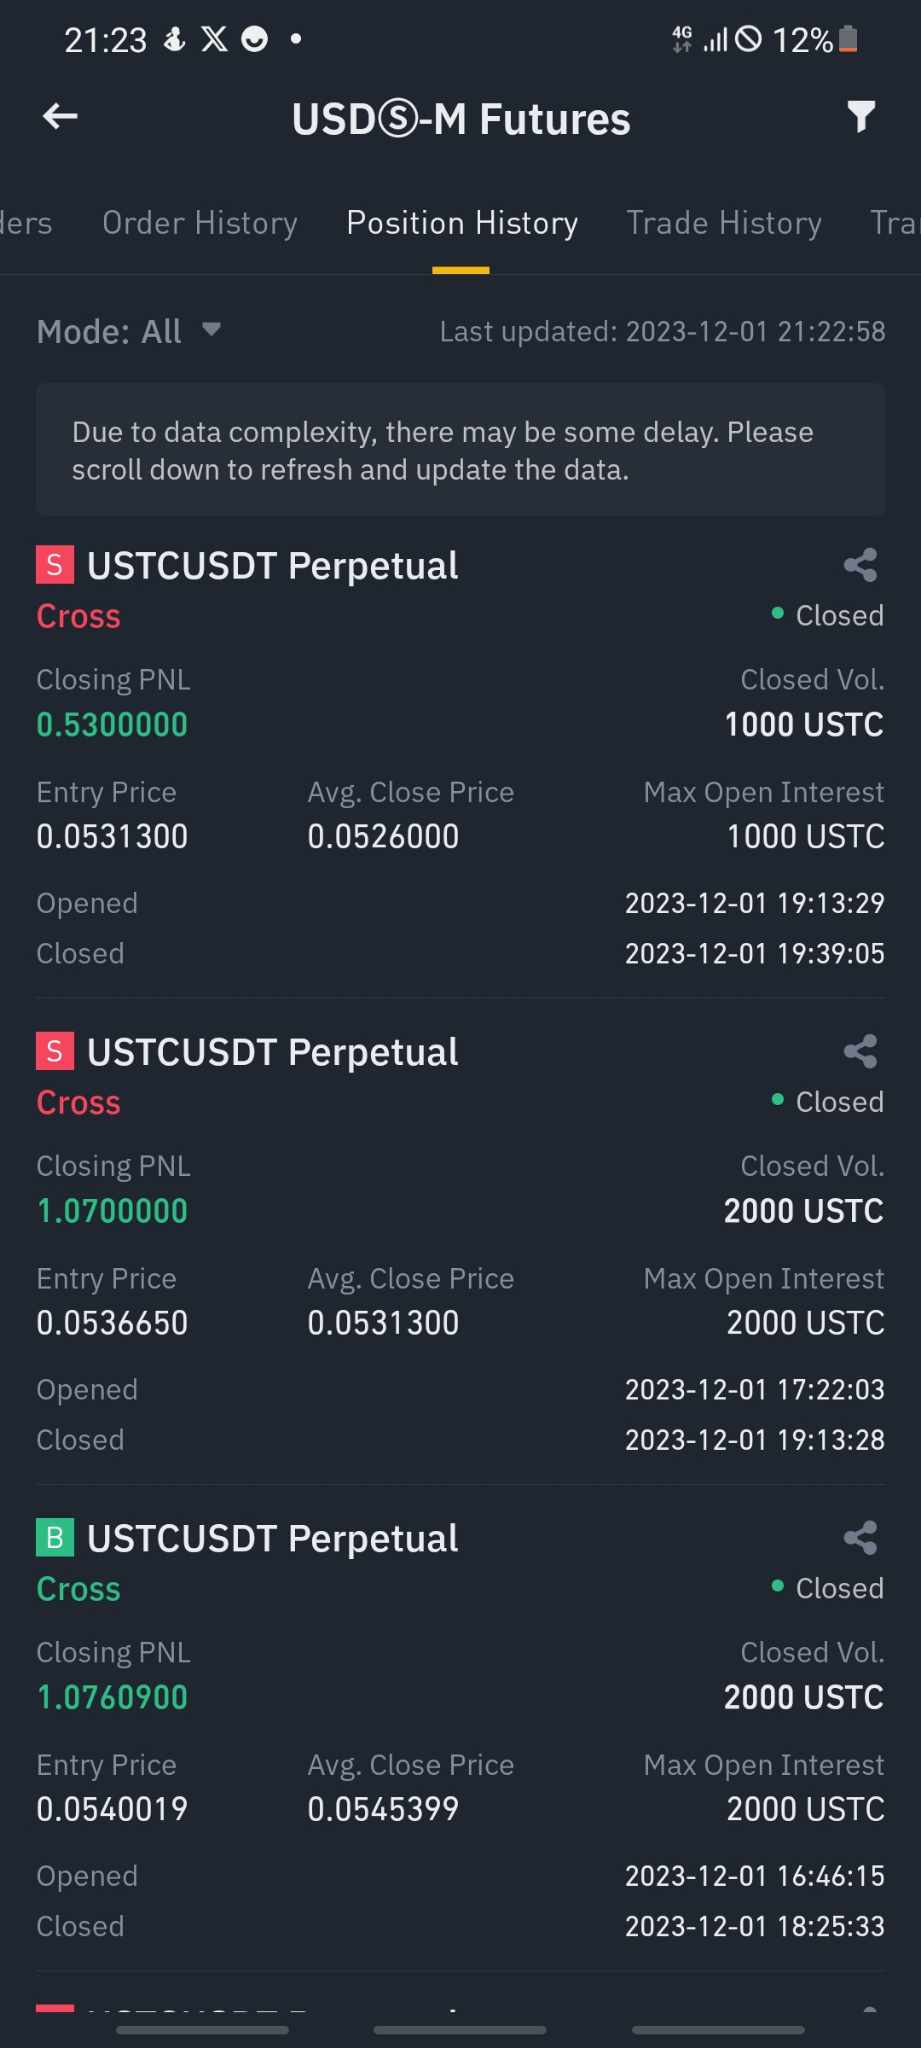 21:23
4G 12%
USDⓈ-M Futures
ders Order History Position History Trade History Tra
Mode: All Last updated: 2023-12-01 21:22:58
Due to data complexity, there may be some delay. Please
scroll down to refresh and update the data.
S USTCUSDT Perpetual
Cross Closed
Closing PNL Closed Vol.
0.5300000 1000 USTC
Entry Price Avg. Close Price Max Open Interest
0.0531300 0.0526000 1000 USTC
Opened 2023-12-01 19:13:29
Closed 2023-12-01 19:39:05
S USTCUSDT Perpetual
Cross Closed
Closing PNL Closed Vol.
1.0700000 2000 USTC
Entry Price Avg. Close Price Max Open Interest
0.0536650 0.0531300 2000 USTC
Opened 2023-12-01 17:22:03
Closed 2023-12-01 19:13:28
B USTCUSDT Perpetual
Cross Closed
Closing PNL Closed Vol.
1.0760900 2000 USTC
Entry Price Avg. Close Price Max Open Interest
0.0540019 0.0545399 2000 USTC
Opened 2023-12-01 16:46:15
Closed 2023-12-01 18:25:33